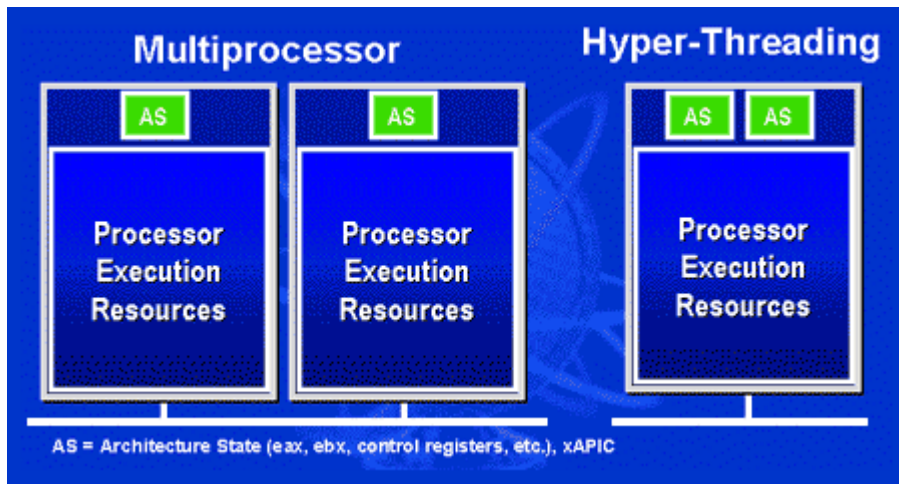 Multiprocessor
Hyper-Threading
AS
AS
AS
AS
Processor
Execution
Resources
Processor
Execution
Resources
Processor
Execution
Resources
AS = Architecture State (eax, ebx, control registers, etc.), xAPIC